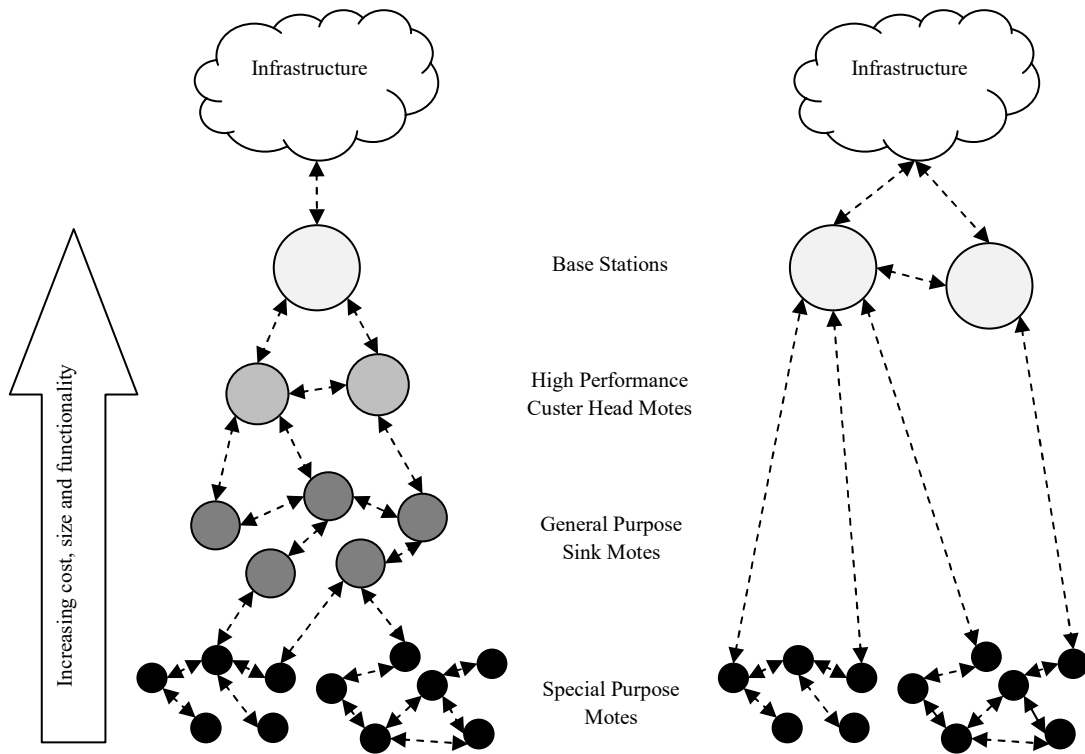 Infrastructure
Infrastructure
Base Stations
High Performance
Custer Head Motes
General Purpose
Sink Motes
Special Purpose
Motes
Increasing cost, size and functionality